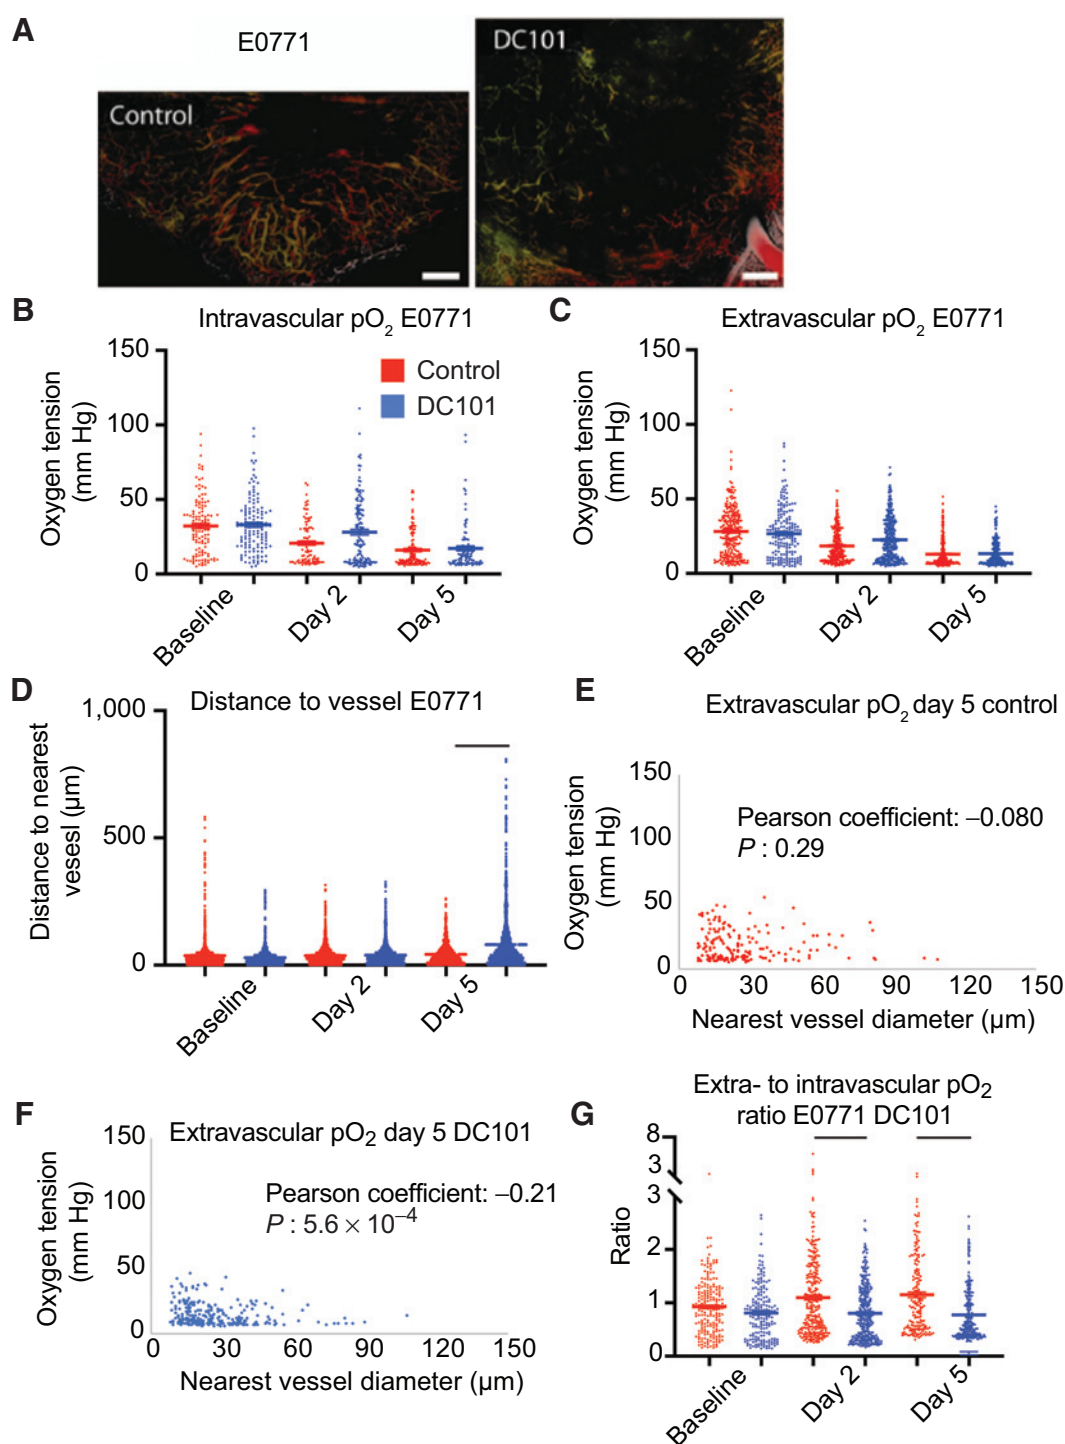 A
E0771
Control
DC101
B
Intravascular pO2 E0771
Oxygen tension
(mm Hg)
150
100
50
0
Control
DC101
Baseline
Day 2
Day 5
C
Extravascular pO2 E0771
Oxygen tension
(mm Hg)
150
100
50
0
Baseline
Day 2
Day 5
D
Distance to vessel E0771
Distance to nearest
vesesl (µm)
1,000
500
0
Baseline
Day 2
Day 5
E
Extravascular pO2 day 5 control
Oxygen tension
(mm Hg)
150
100
50
0
Pearson coefficient: −0.080
P : 0.29
0 30 60 90 120 150
Nearest vessel diameter (µm)
F
Extravascular pO2 day 5 DC101
Oxygen tension
(mm Hg)
150
100
50
0
Pearson coefficient: −0.21
P : 5.6 × 10−4
0 30 60 90 120 150
Nearest vessel diameter (µm)
G
Extra- to intravascular pO2
ratio E0771 DC101
Ratio
8
3
3
2
1
0
Baseline
Day 2
Day 5